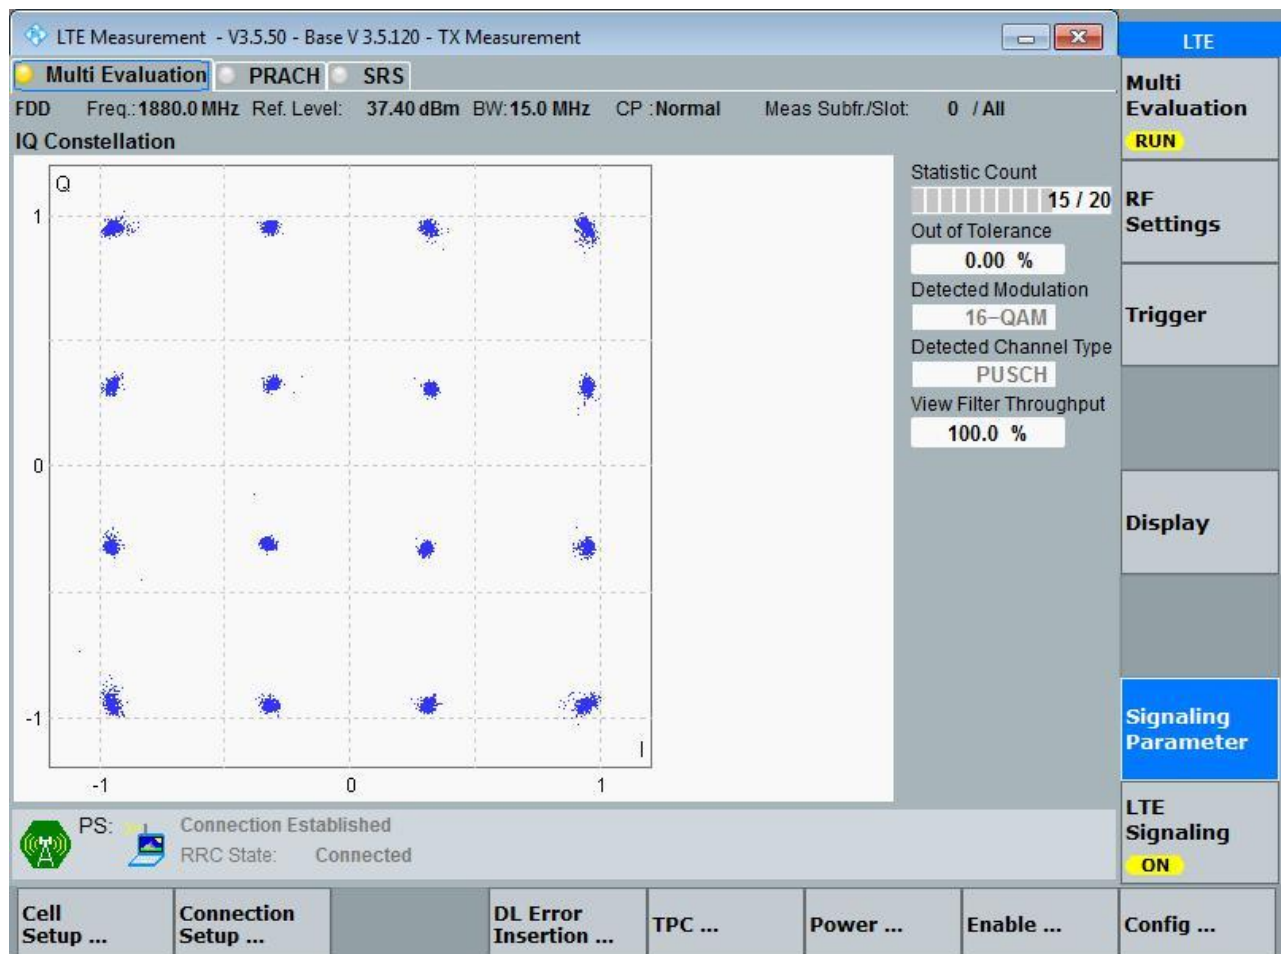 LTE Measurement - V3.5.50 - Base V 3.5.120 - TX Measurement
LTE
Multi Evaluation PRACH SRS
FDD Freq.:1880.0 MHz Ref. Level: 37.40 dBm BW:15.0 MHz CP :Normal Meas Subfr./Slot: 0 / All
IQ Constellation
Q
1
0
-1
I
-1 0 1
Statistic Count
15 / 20
Out of Tolerance
0.00 %
Detected Modulation
16-QAM
Detected Channel Type
PUSCH
View Filter Throughput
100.0 %
Multi
Evaluation
RUN
RF
Settings
Trigger
Display
Signaling
Parameter
LTE
Signaling
ON
PS: Connection Established
RRC State: Connected
Cell
Setup ...
Connection
Setup ...
DL Error
Insertion ...
TPC ...
Power ...
Enable ...
Config ...